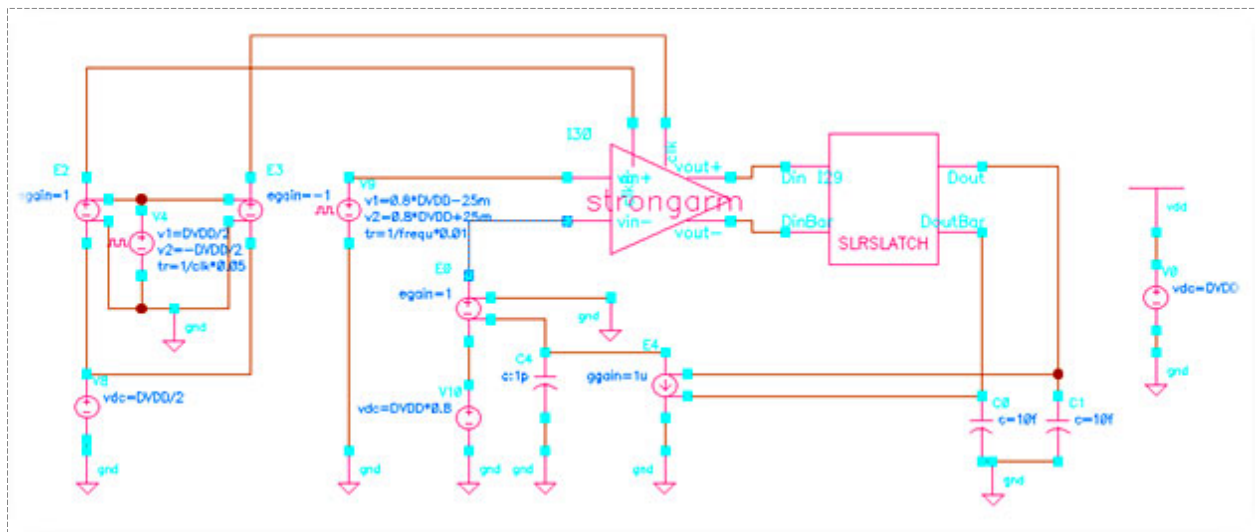 I30
clk
E2
E3
vout+
Din I29
Dout
egain=1
egain=-1
V9
vin+
vdd
V4
v1=0.8*DVDD-25m
strongarm
v1=DVDD/2
v2=0.8*DVDD+25m
vin-
DinBar
DoutBar
v2=-DVDD/2
tr=1/frequ*0.01
vout-
SLRSLATCH
tr=1/clk*0.05
E0
V0
egain=1
vdc=DVDD
gnd
gnd
E4
C4
V8
c:1p
ggain=1u
gnd
vdc=DVDD/2
V10
vdc=DVDD*0.8
C0
C1
c=10f
c=10f
gnd
gnd
gnd
gnd
gnd
gnd